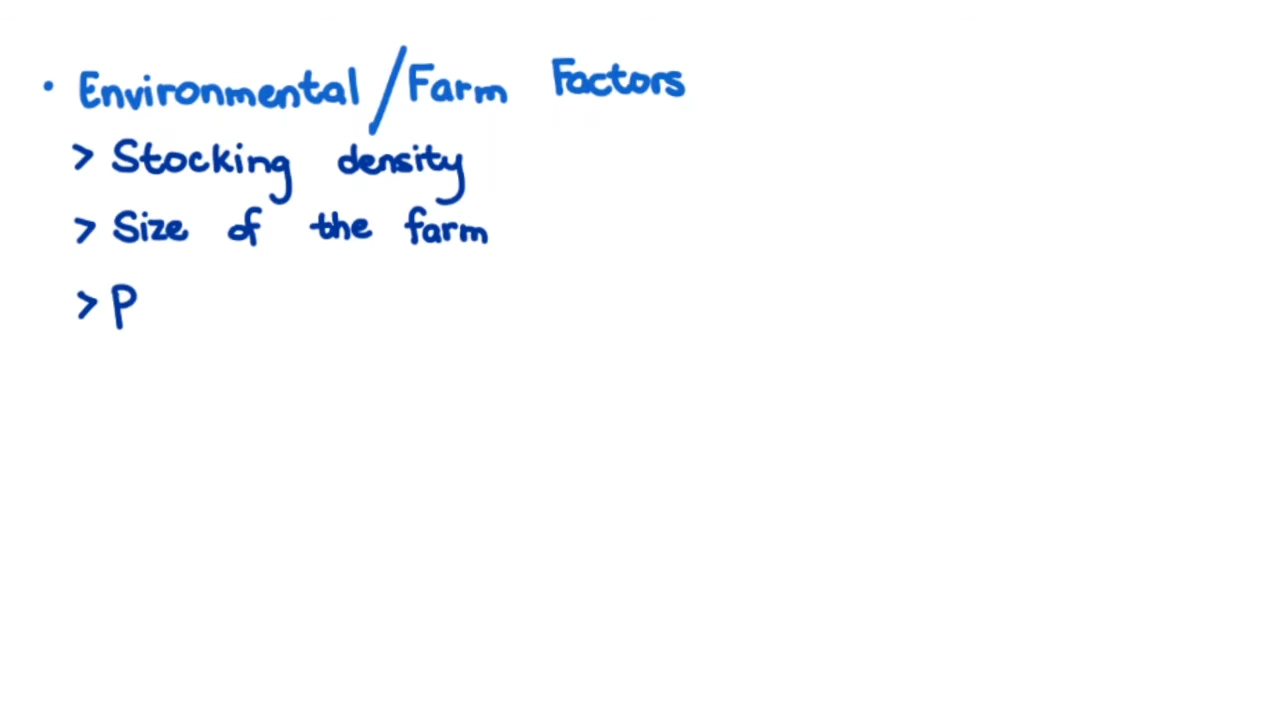 • Environmental/Farm Factors
> Stocking density
> Size of the farm
> P